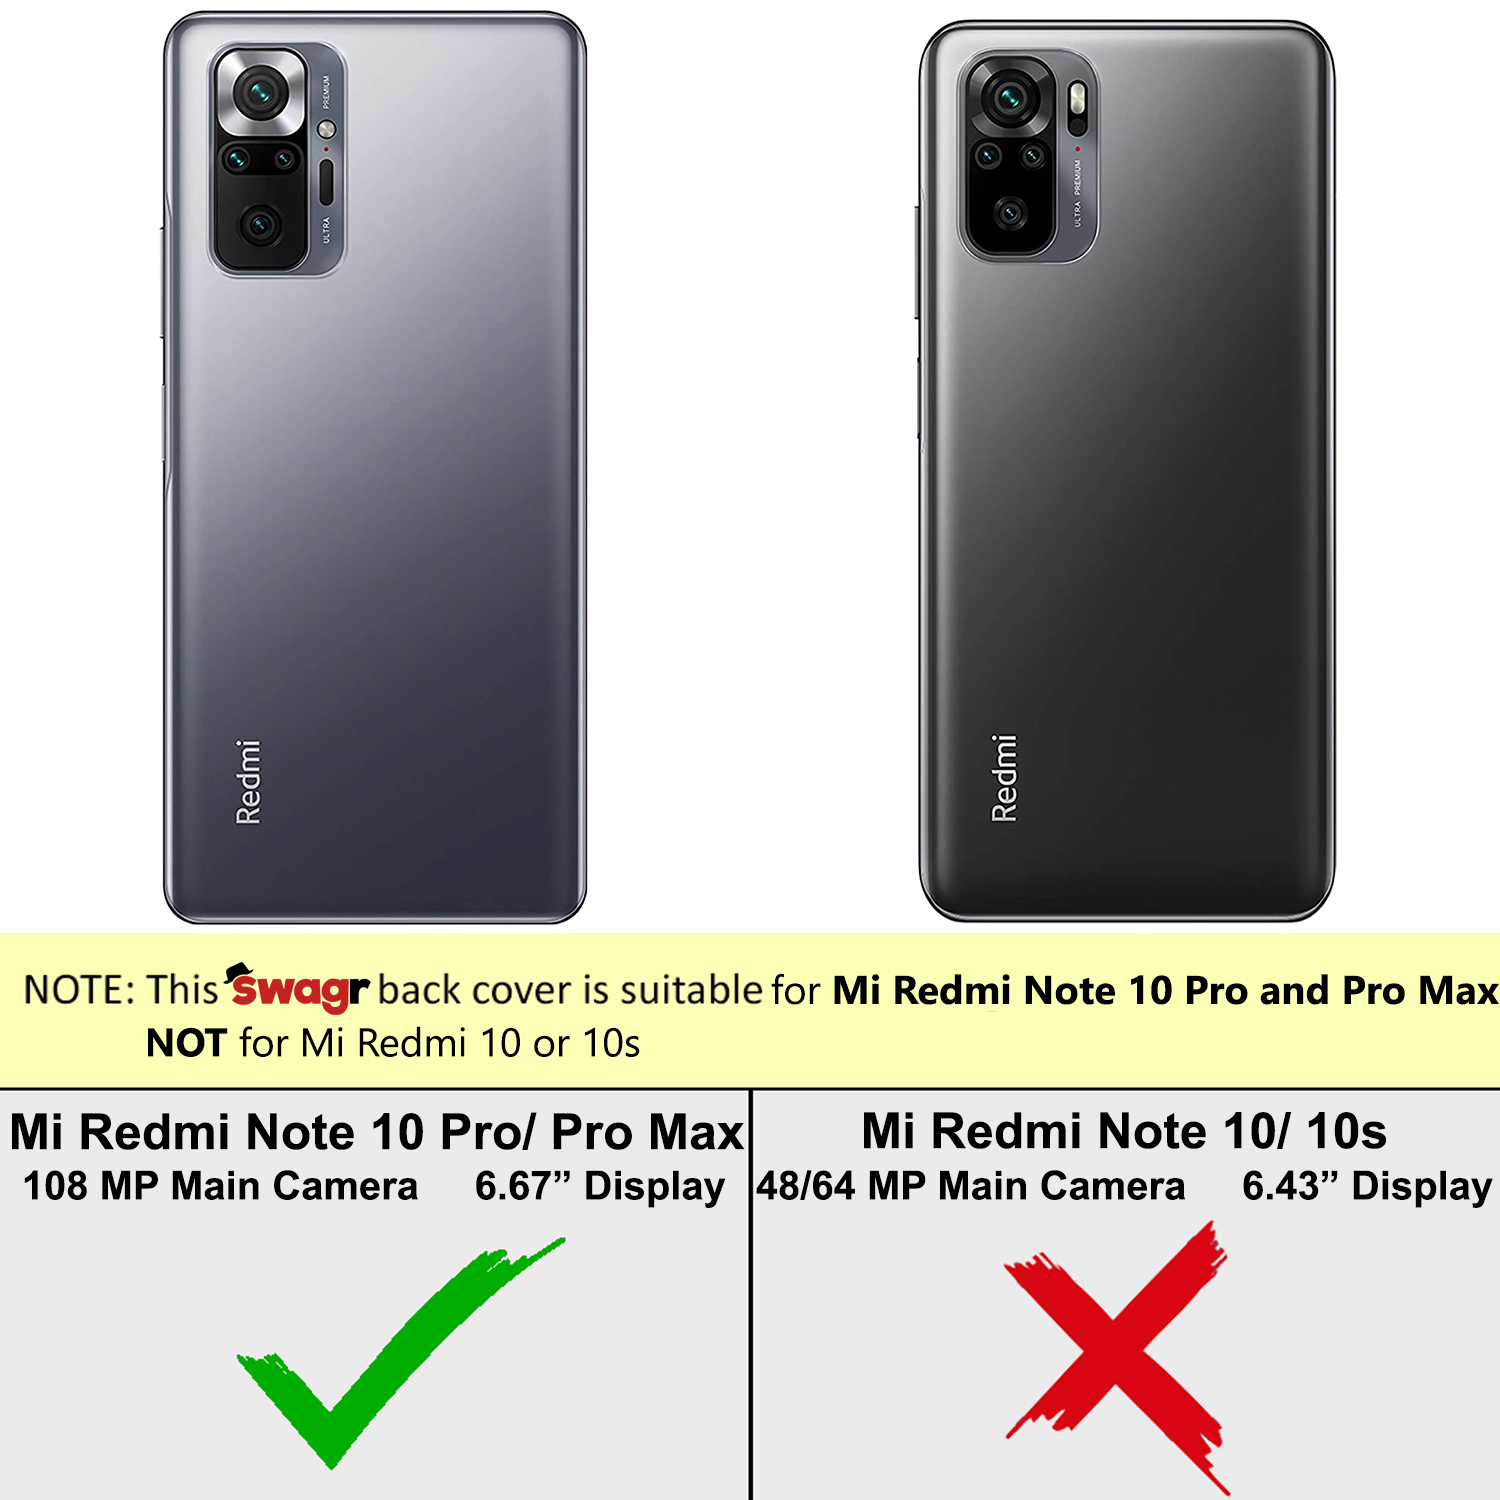 PREMIUM
ULTRA
Redmi
ULTRA PREMIUM
Redmi
NOTE: This Swagr back cover is suitable for Mi Redmi Note 10 Pro and Pro Max
NOT for Mi Redmi 10 or 10s
Mi Redmi Note 10 Pro/ Pro Max
108 MP Main Camera 6.67” Display
Mi Redmi Note 10/ 10s
48/64 MP Main Camera 6.43” Display